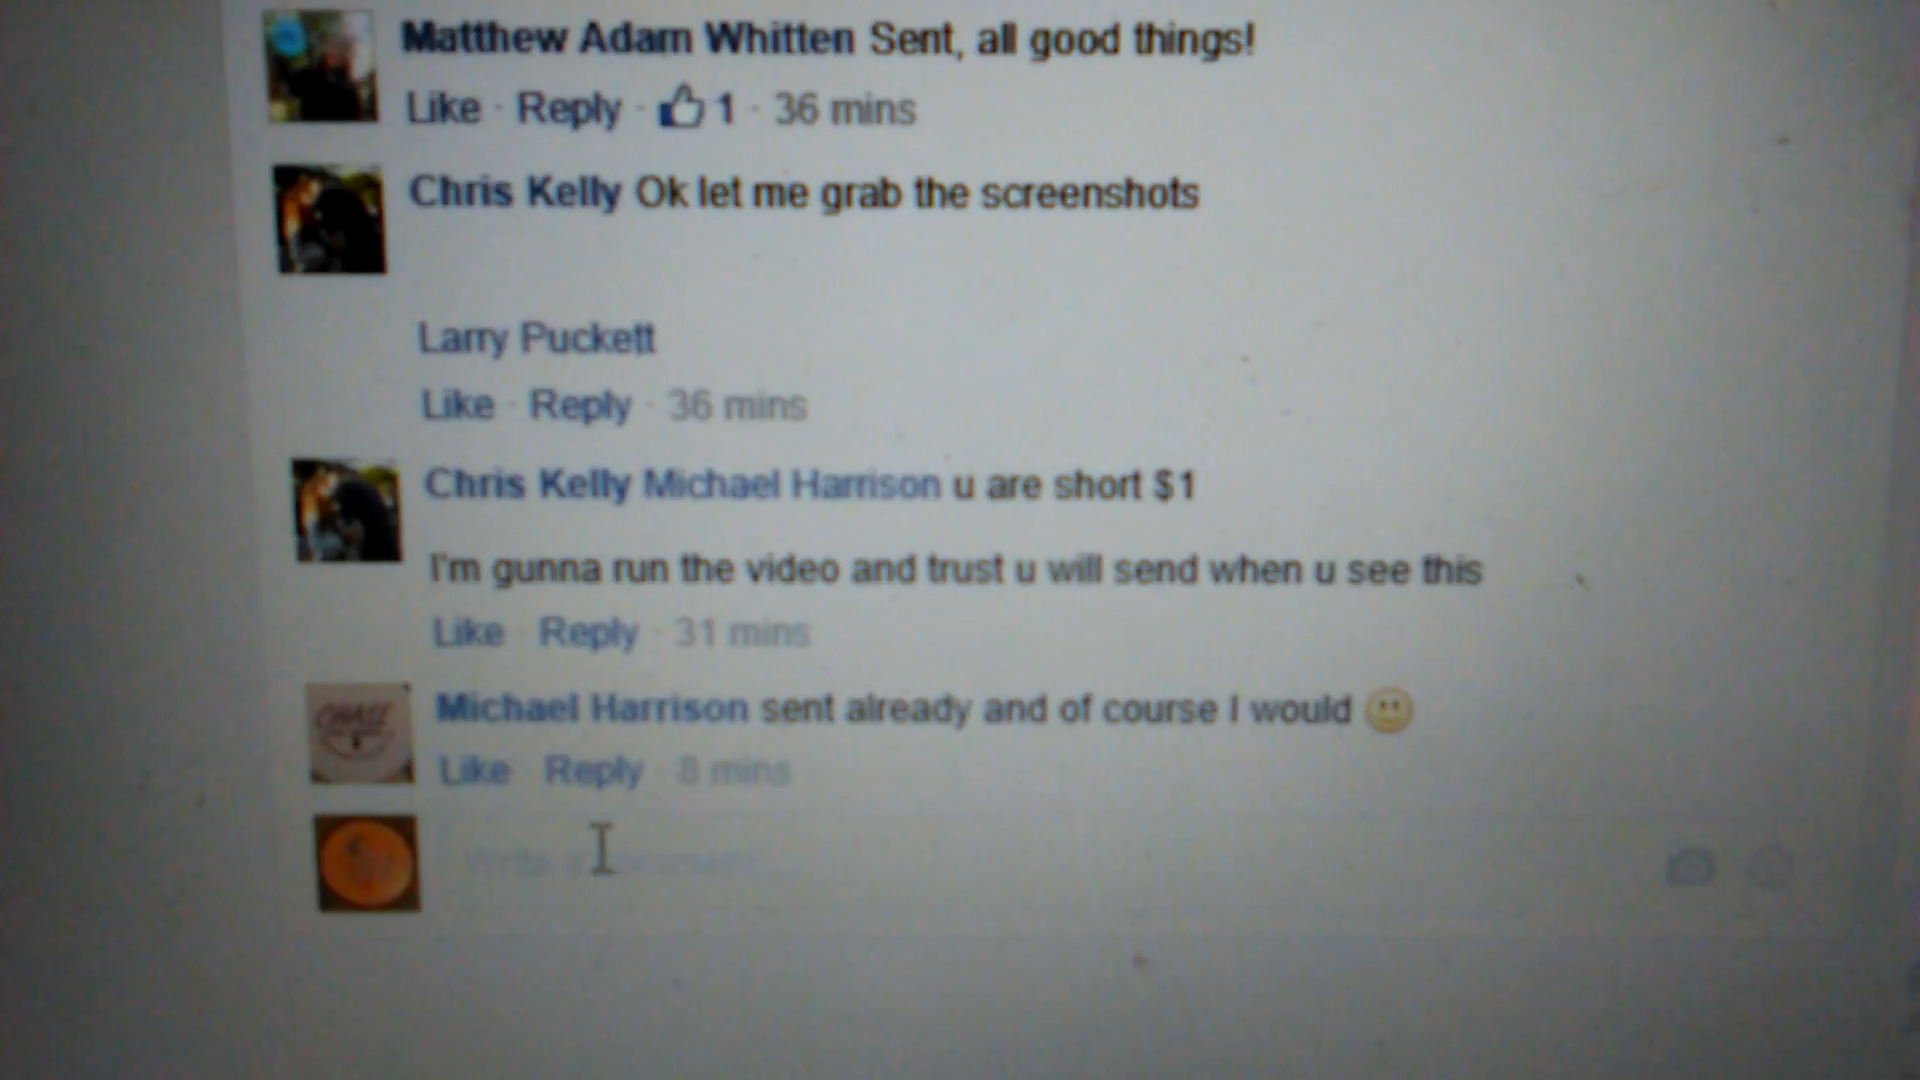 Matthew Adam Whitten Sent, all good things!
Like · Reply · 1 · 36 mins
Chris Kelly Ok let me grab the screenshots
Larry Puckett
Like · Reply · 36 mins
Chris Kelly Michael Harrison u are short $1
I'm gunna run the video and trust u will send when u see this
Like · Reply · 31 mins
Michael Harrison sent already and of course I would
Like · Reply · 8 mins
Write a comment